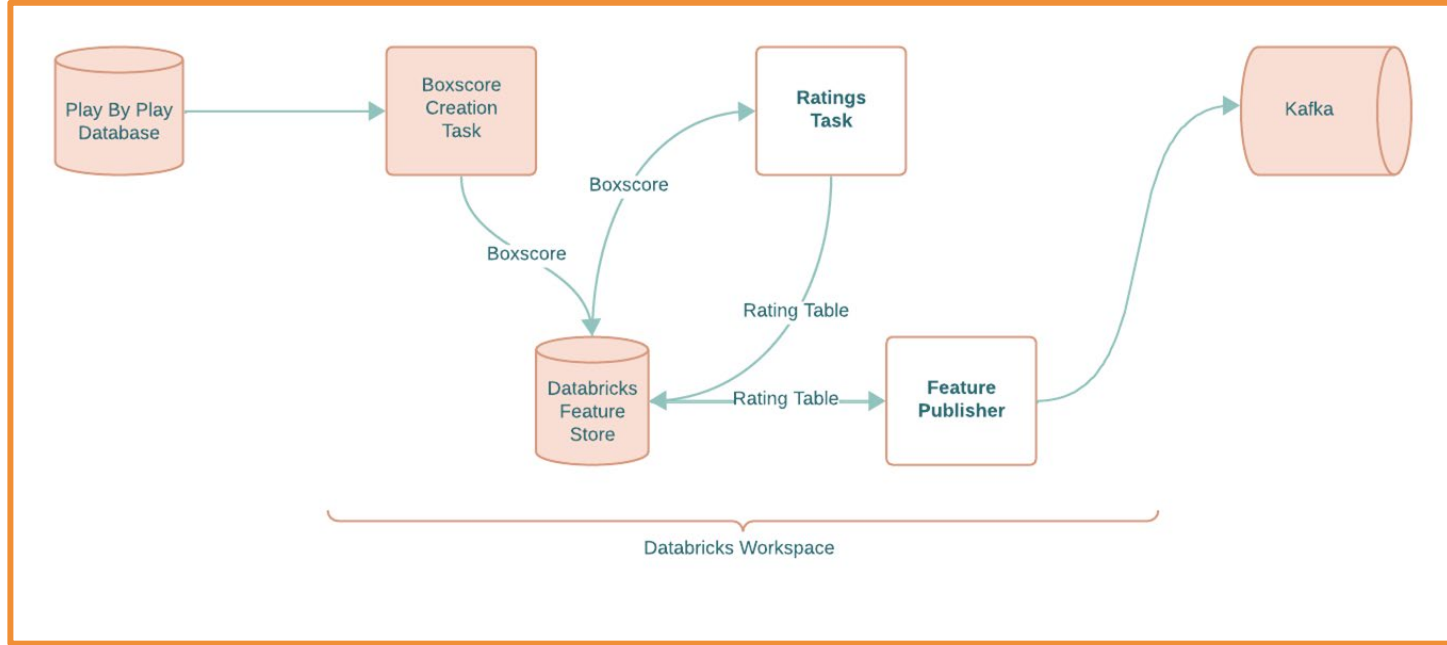 Play By Play
Database
Boxscore
Creation
Task
Ratings
Task
Kafka
Boxscore
Boxscore
Rating Table
Databricks
Feature
Store
Rating Table
Feature
Publisher
Databricks Workspace